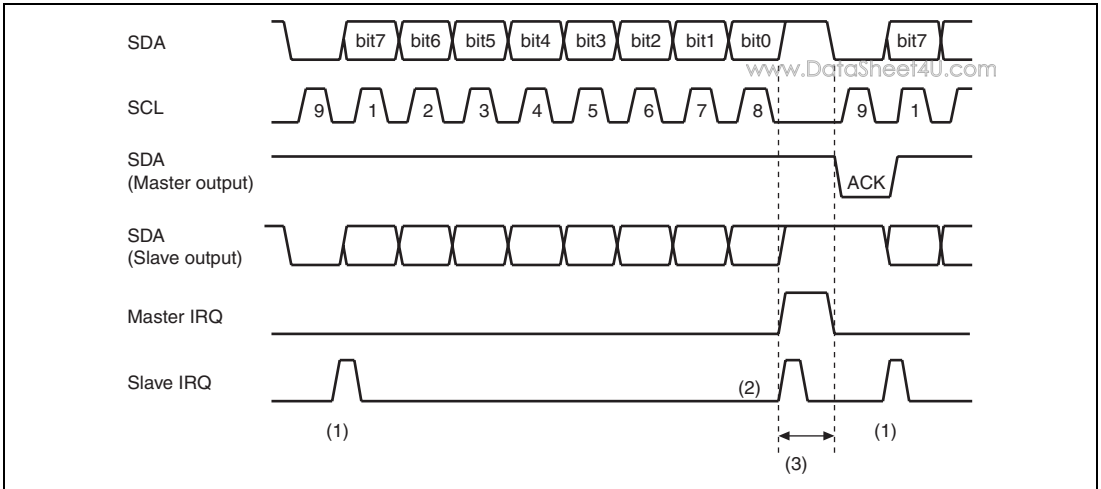 SDA bit7 bit6 bit5 bit4 bit3 bit2 bit1 bit0 bit7
www.DataSheet4U.com
SCL 9 1 2 3 4 5 6 7 8 9 1
SDA
(Master output) ACK
SDA
(Slave output)
Master IRQ
Slave IRQ (2)
(1) (1)
(3)